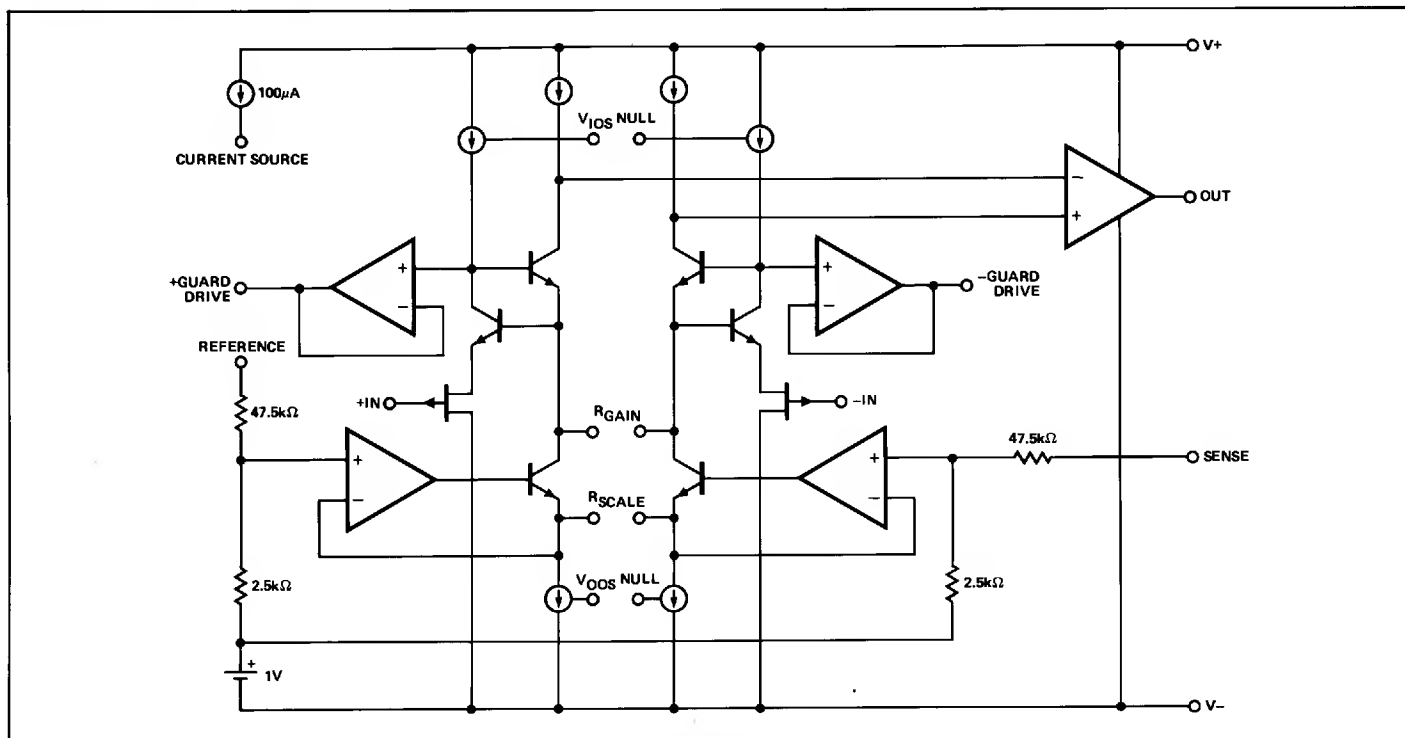 V+
100μA
CURRENT SOURCE
V_IOS NULL
−
+
OUT
+GUARD
DRIVE
+
−
+
−
−GUARD
DRIVE
REFERENCE
47.5kΩ
+IN
−IN
R_GAIN
47.5kΩ
+
−
+
−
SENSE
R_SCALE
2.5kΩ
V_OOS NULL
2.5kΩ
+
1V
V−